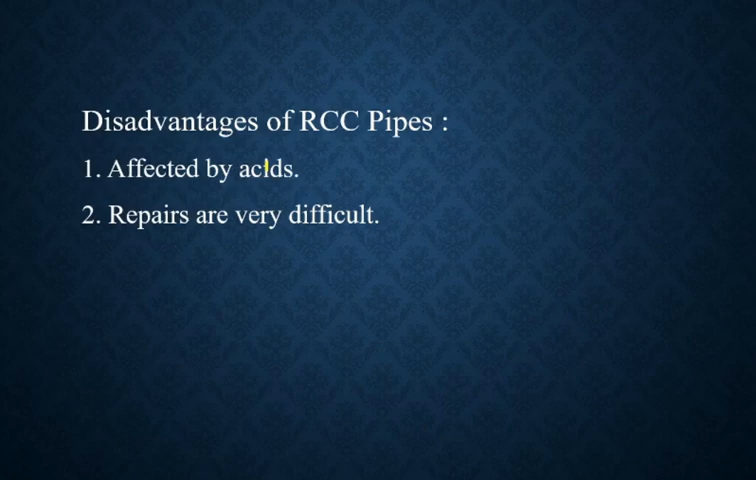 Disadvantages of RCC Pipes :
1. Affected by acids.
2. Repairs are very difficult.